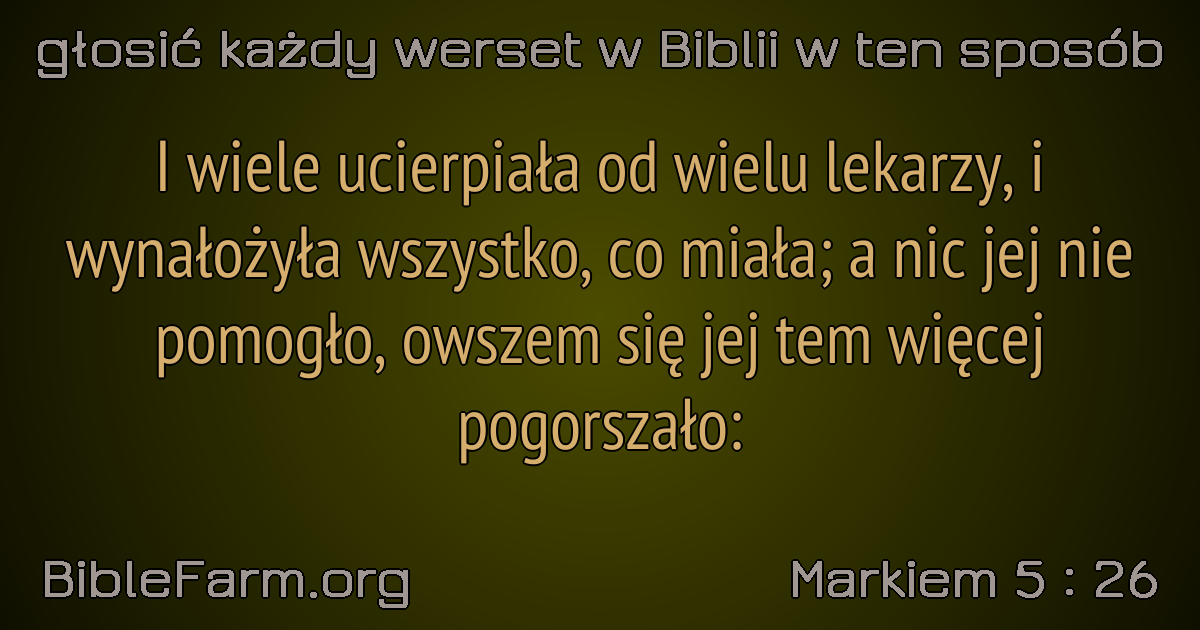 głosić każdy werset w Biblii w ten sposób
I wiele ucierpiała od wielu lekarzy, i
wynałożyła wszystko, co miała; a nic jej nie
pomogło, owszem się jej tem więcej
pogorszało:
BibleFarm.org
Markiem 5 : 26